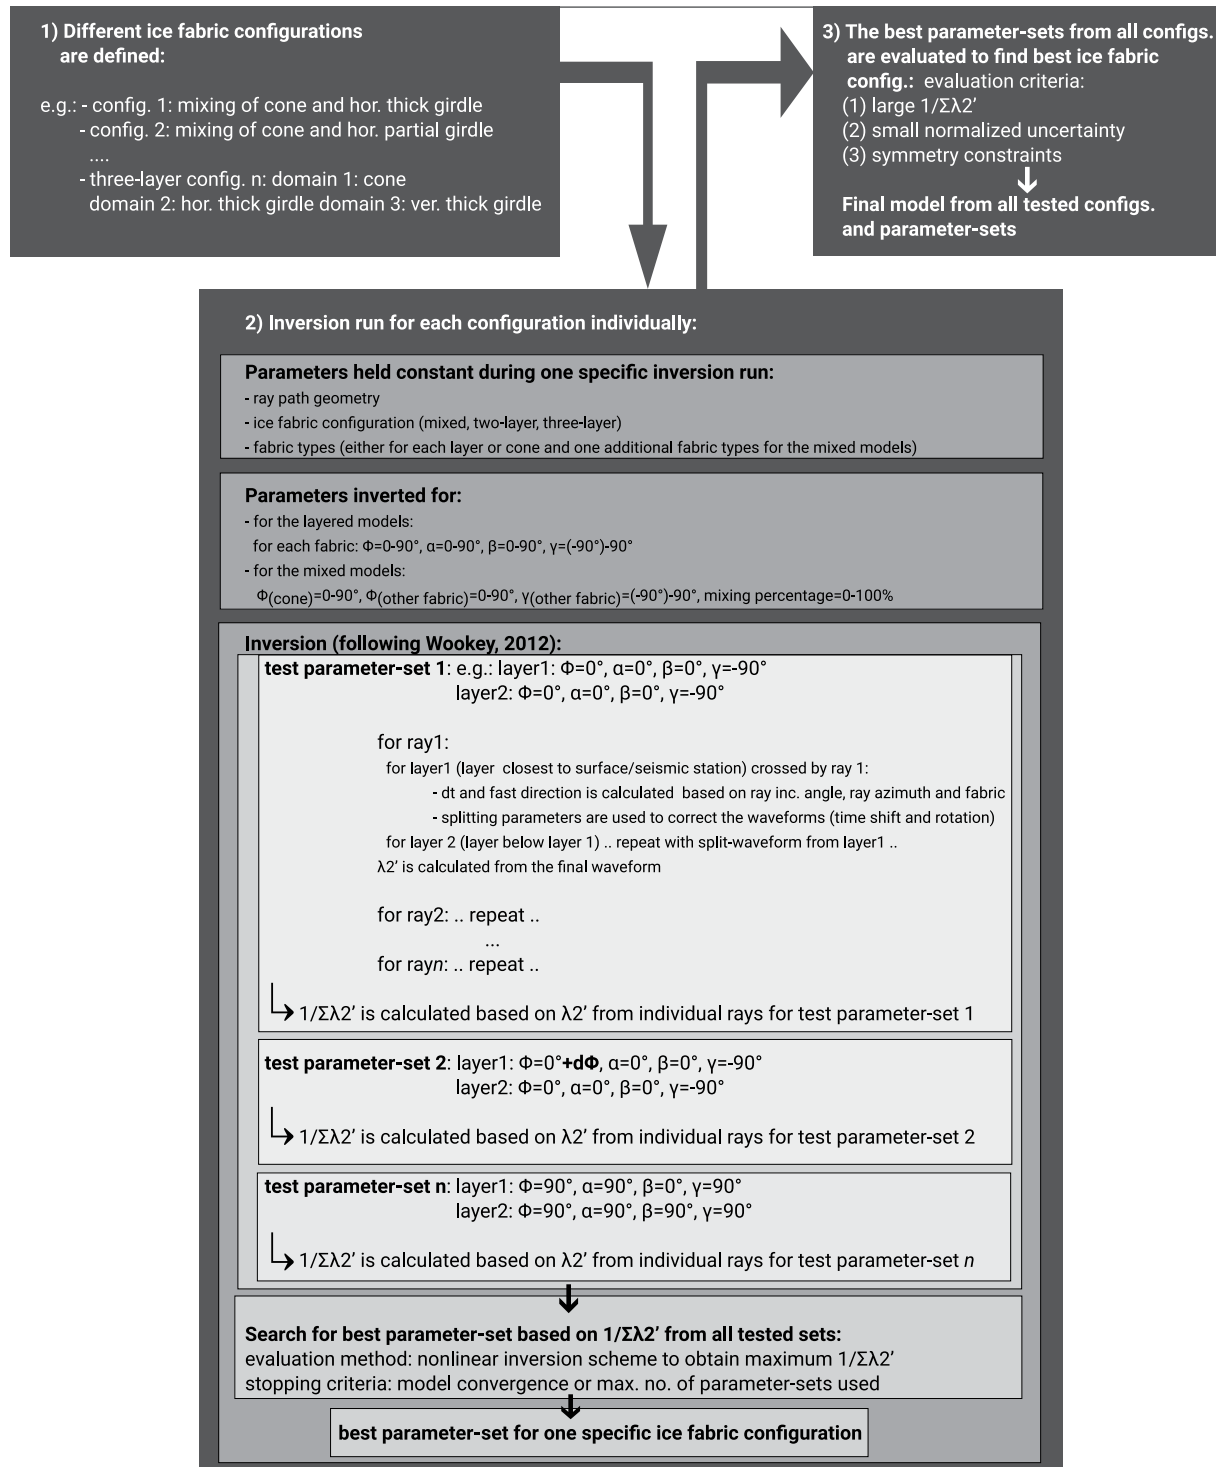 1) Different ice fabric configurations
are defined:
e.g.: - config. 1: mixing of cone and hor. thick girdle
- config. 2: mixing of cone and hor. partial girdle
....
- three-layer config. n: domain 1: cone
domain 2: hor. thick girdle domain 3: ver. thick girdle
3) The best parameter-sets from all configs.
are evaluated to find best ice fabric
config.: evaluation criteria:
(1) large 1/Σλ2’
(2) small normalized uncertainty
(3) symmetry constraints
Final model from all tested configs.
and parameter-sets
2) Inversion run for each configuration individually:
Parameters held constant during one specific inversion run:
- ray path geometry
- ice fabric configuration (mixed, two-layer, three-layer)
- fabric types (either for each layer or cone and one additional fabric types for the mixed models)
Parameters inverted for:
- for the layered models:
for each fabric: Φ=0-90°, α=0-90°, β=0-90°, γ=(-90°)-90°
- for the mixed models:
Φ(cone)=0-90°, Φ(other fabric)=0-90°, γ(other fabric)=(-90°)-90°, mixing percentage=0-100%
Inversion (following Wookey, 2012):
test parameter-set 1: e.g.: layer1: Φ=0°, α=0°, β=0°, γ=-90°
layer2: Φ=0°, α=0°, β=0°, γ=-90°
for ray1:
for layer1 (layer closest to surface/seismic station) crossed by ray 1:
- dt and fast direction is calculated based on ray inc. angle, ray azimuth and fabric
- splitting parameters are used to correct the waveforms (time shift and rotation)
for layer 2 (layer below layer 1) .. repeat with split-waveform from layer1 ..
λ2’ is calculated from the final waveform
for ray2: .. repeat ..
...
for rayn: .. repeat ..
1/Σλ2’ is calculated based on λ2’ from individual rays for test parameter-set 1
test parameter-set 2: layer1: Φ=0°+dΦ, α=0°, β=0°, γ=-90°
layer2: Φ=0°, α=0°, β=0°, γ=-90°
1/Σλ2’ is calculated based on λ2’ from individual rays for test parameter-set 2
test parameter-set n: layer1: Φ=90°, α=90°, β=0°, γ=90°
layer2: Φ=90°, α=90°, β=90°, γ=90°
1/Σλ2’ is calculated based on λ2’ from individual rays for test parameter-set n
Search for best parameter-set based on 1/Σλ2’ from all tested sets:
evaluation method: nonlinear inversion scheme to obtain maximum 1/Σλ2’
stopping criteria: model convergence or max. no. of parameter-sets used
best parameter-set for one specific ice fabric configuration